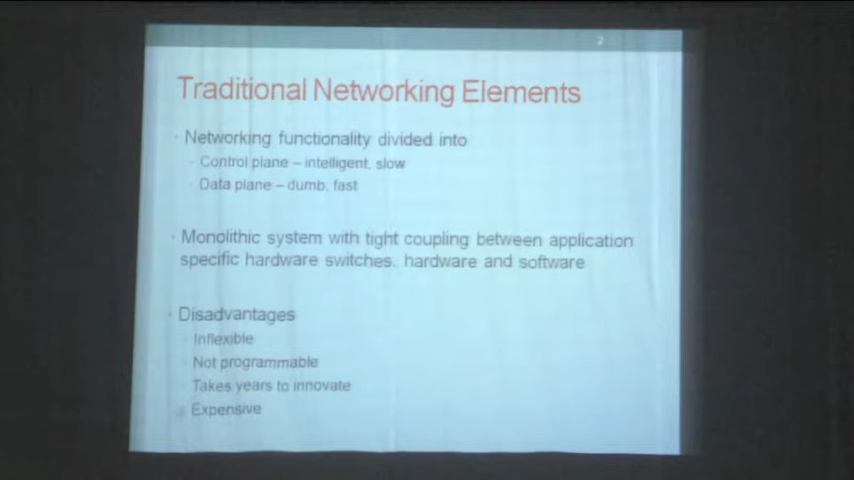 2
Traditional Networking Elements
Networking functionality divided into
Control plane – intelligent, slow
Data plane – dumb, fast
Monolithic system with tight coupling between application
specific hardware switches. hardware and software
Disadvantages
Inflexible
Not programmable
Takes years to innovate
Expensive